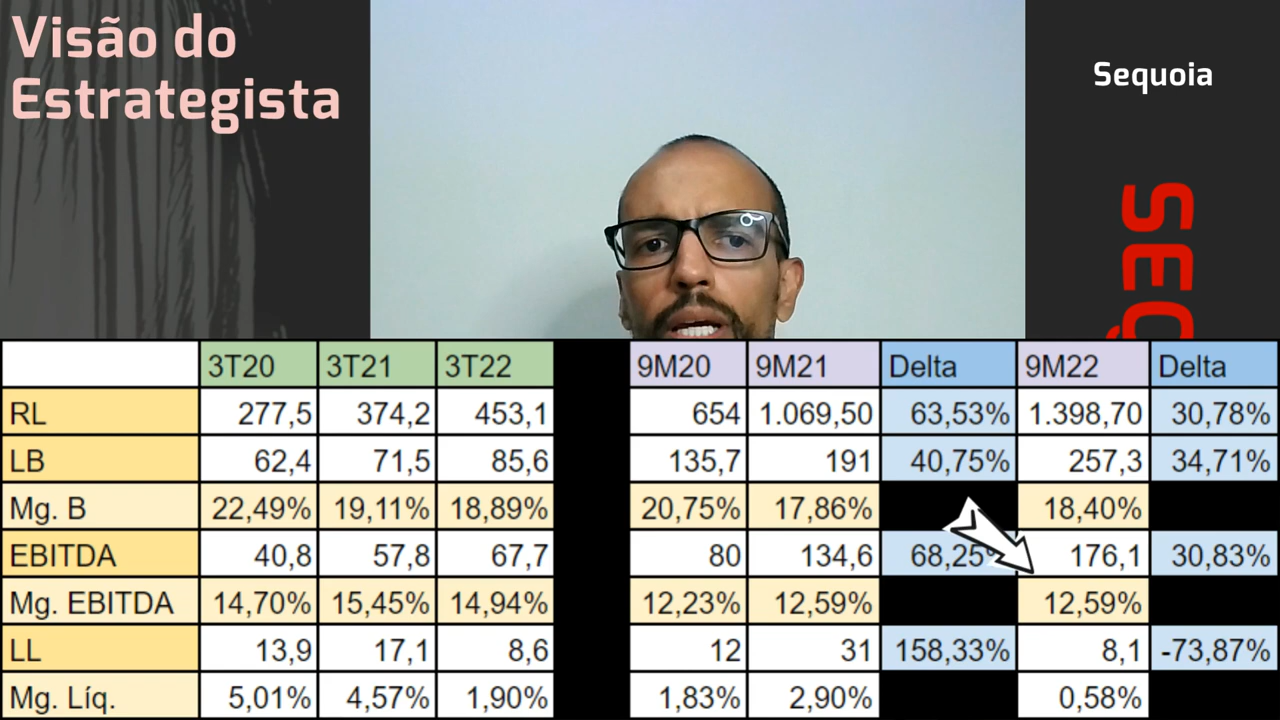 Visão do
Estrategista
Sequoia
SEQ
3T20 3T21 3T22 9M20 9M21 Delta 9M22 Delta
RL 277,5 374,2 453,1 654 1.069,50 63,53% 1.398,70 30,78%
LB 62,4 71,5 85,6 135,7 191 40,75% 257,3 34,71%
Mg. B 22,49% 19,11% 18,89% 20,75% 17,86% 18,40%
EBITDA 40,8 57,8 67,7 80 134,6 68,25% 176,1 30,83%
Mg. EBITDA 14,70% 15,45% 14,94% 12,23% 12,59% 12,59%
LL 13,9 17,1 8,6 12 31 158,33% 8,1 -73,87%
Mg. Líq. 5,01% 4,57% 1,90% 1,83% 2,90% 0,58%